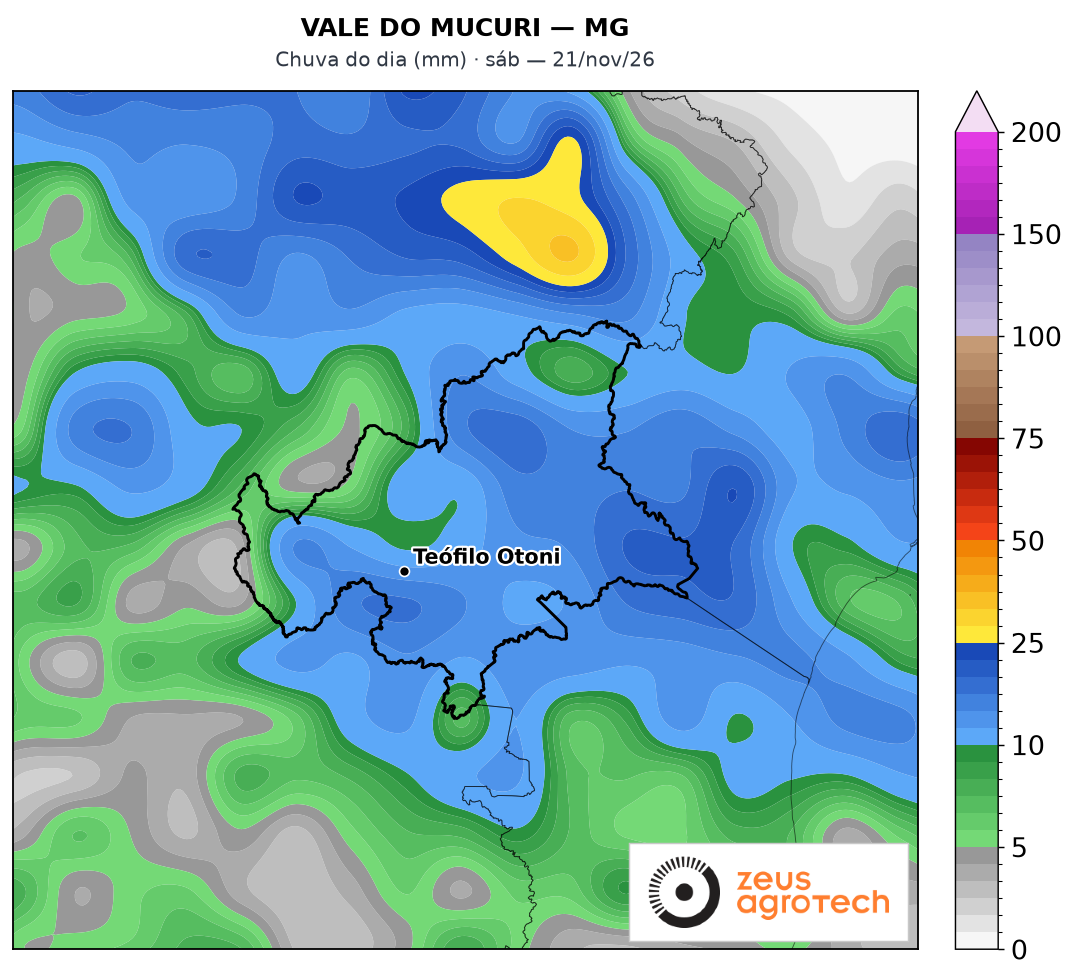 VALE DO MUCURI — MG
Chuva do dia (mm) · sáb — 21/nov/26
200
150
100
75
50
25
10
5
0
Teófilo Otoni
zeus
agrotech